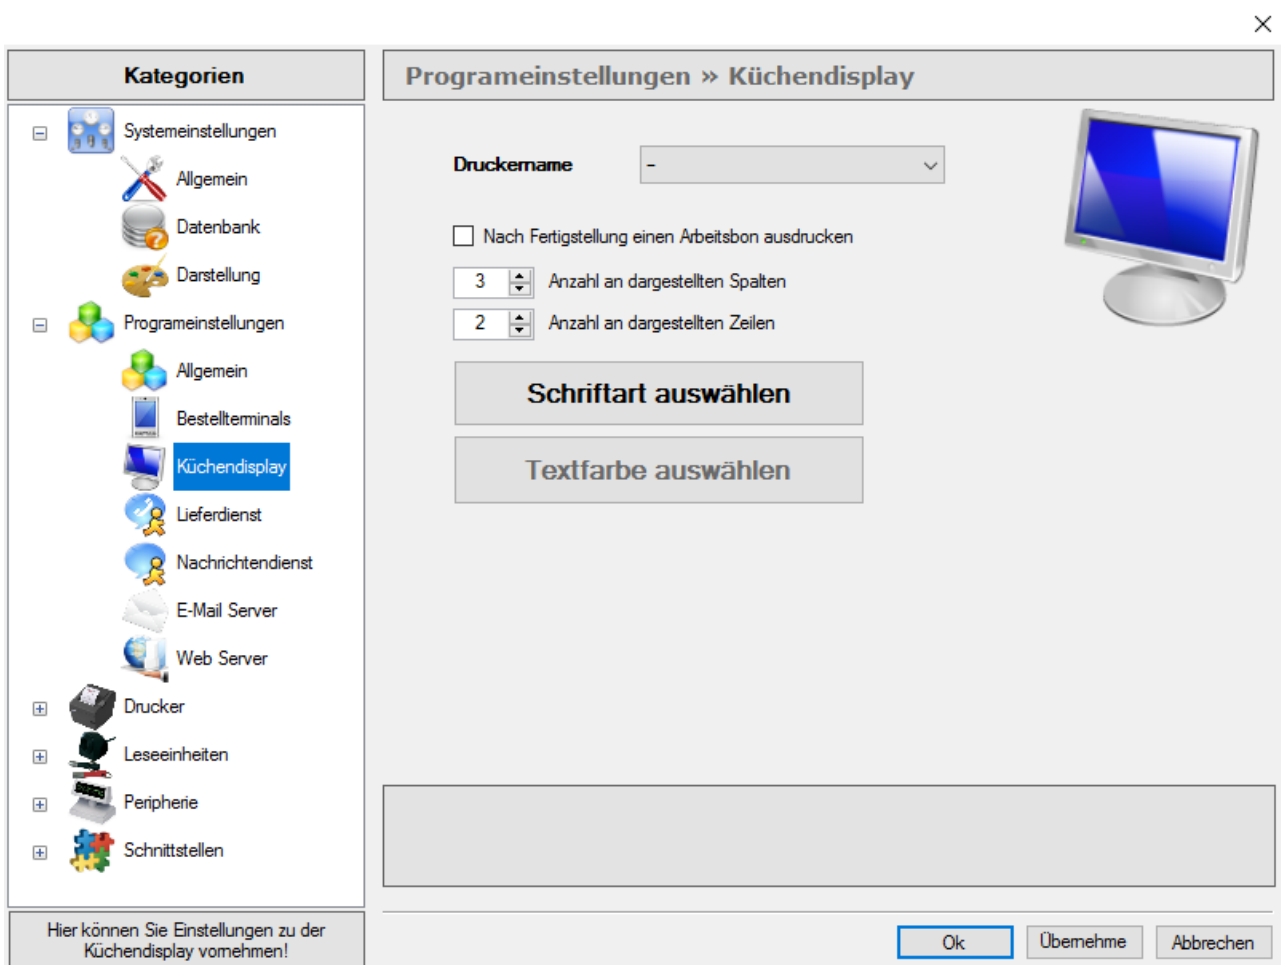 Kategorien
Programeinstellungen » Küchendisplay
Systemeinstellungen
Allgemein
Datenbank
Darstellung
Programeinstellungen
Allgemein
Bestellterminals
Küchendisplay
Lieferdienst
Nachrichtendienst
E-Mail Server
Web Server
Drucker
Leseeinheiten
Peripherie
Schnittstellen
Hier können Sie Einstellungen zu der
Küchendisplay vornehmen!
Druckername -
Nach Fertigstellung einen Arbeitsbon ausdrucken
3 Anzahl an dargestellten Spalten
2 Anzahl an dargestellten Zeilen
Schriftart auswählen
Textfarbe auswählen
Ok Übernehme Abbrechen